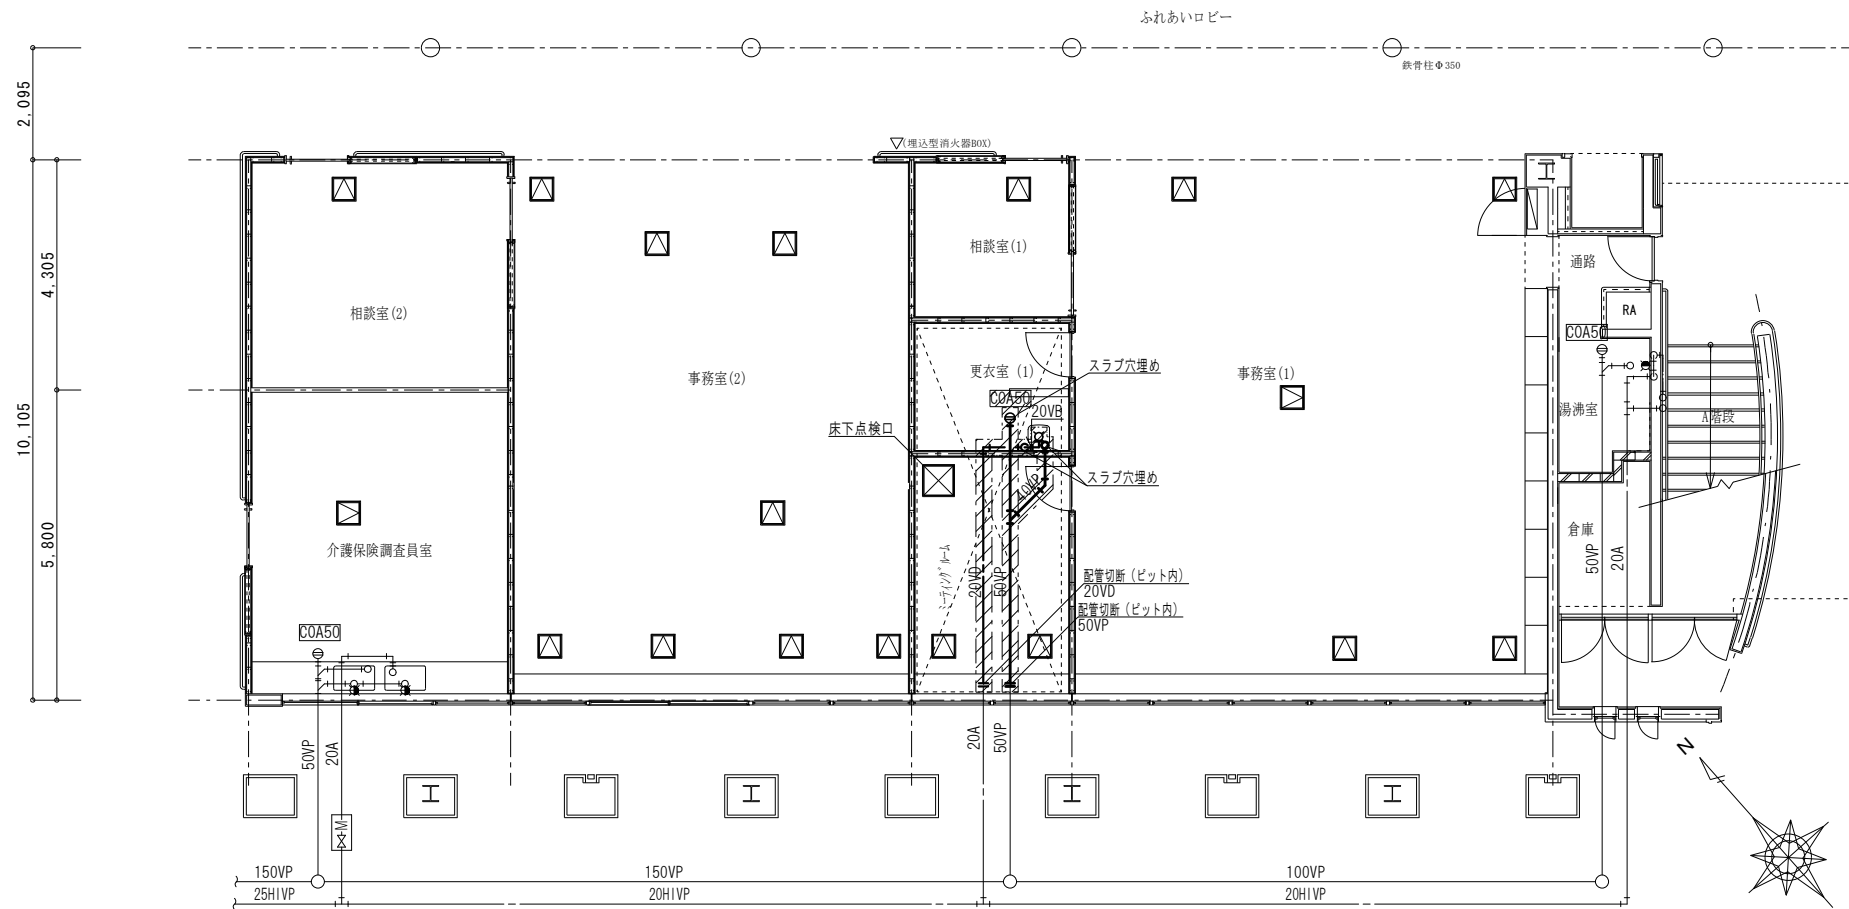 ふれあいロビー
鉄骨柱Φ350
2,095
▽(埋込型消火器BOX)
4,305
相談室(1)
通路
RA
相談室(2)
COA50
スラブ穴埋め
事務室(2)
更衣室 (1)
事務室(1)
COA50
20VB
湯沸室
A階段
10,105
床下点検口
スラブ穴埋め
40VP
5,800
介護保険調査員室
ミーティングルーム
20VD
50VP
倉庫
50VP
20A
配管切断 (ピット内)
20VD
配管切断 (ピット内)
50VP
COA50
50VP
20A
20A
50VP
N
M
150VP
150VP
100VP
25HIVP
20HIVP
20HIVP